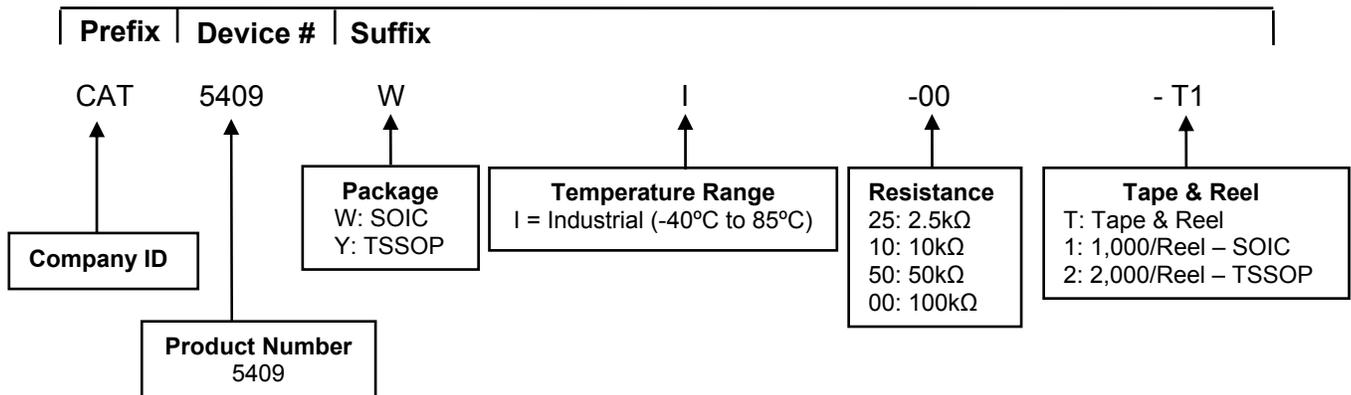 Prefix Device # Suffix
CAT 5409 W I -00 - T1
Company ID
Product Number
5409
Package
W: SOIC
Y: TSSOP
Temperature Range
I = Industrial (-40ºC to 85ºC)
Resistance
25: 2.5kΩ
10: 10kΩ
50: 50kΩ
00: 100kΩ
Tape & Reel
T: Tape & Reel
1: 1,000/Reel – SOIC
2: 2,000/Reel – TSSOP